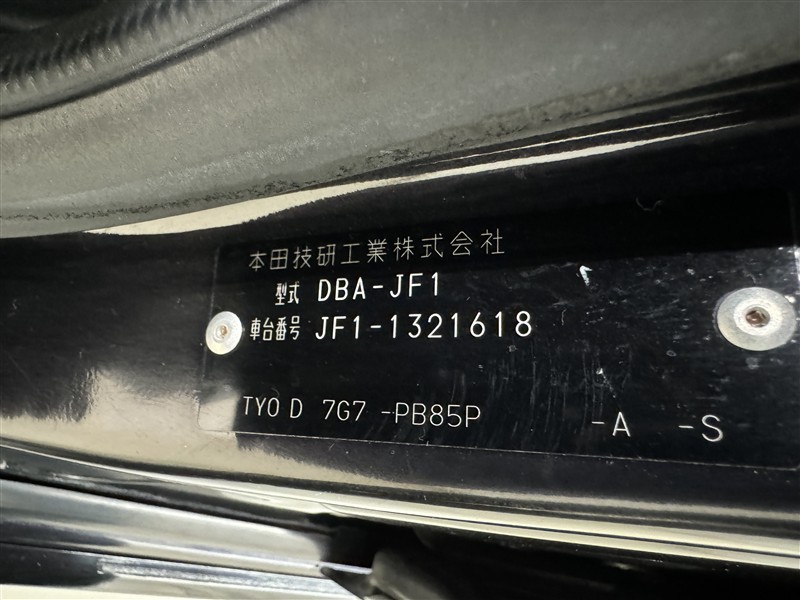 本田技研工業株式会社
型式 DBA-JF1
車台番号 JF1-1321618
TYO D 7G7 -PB85P -A -S